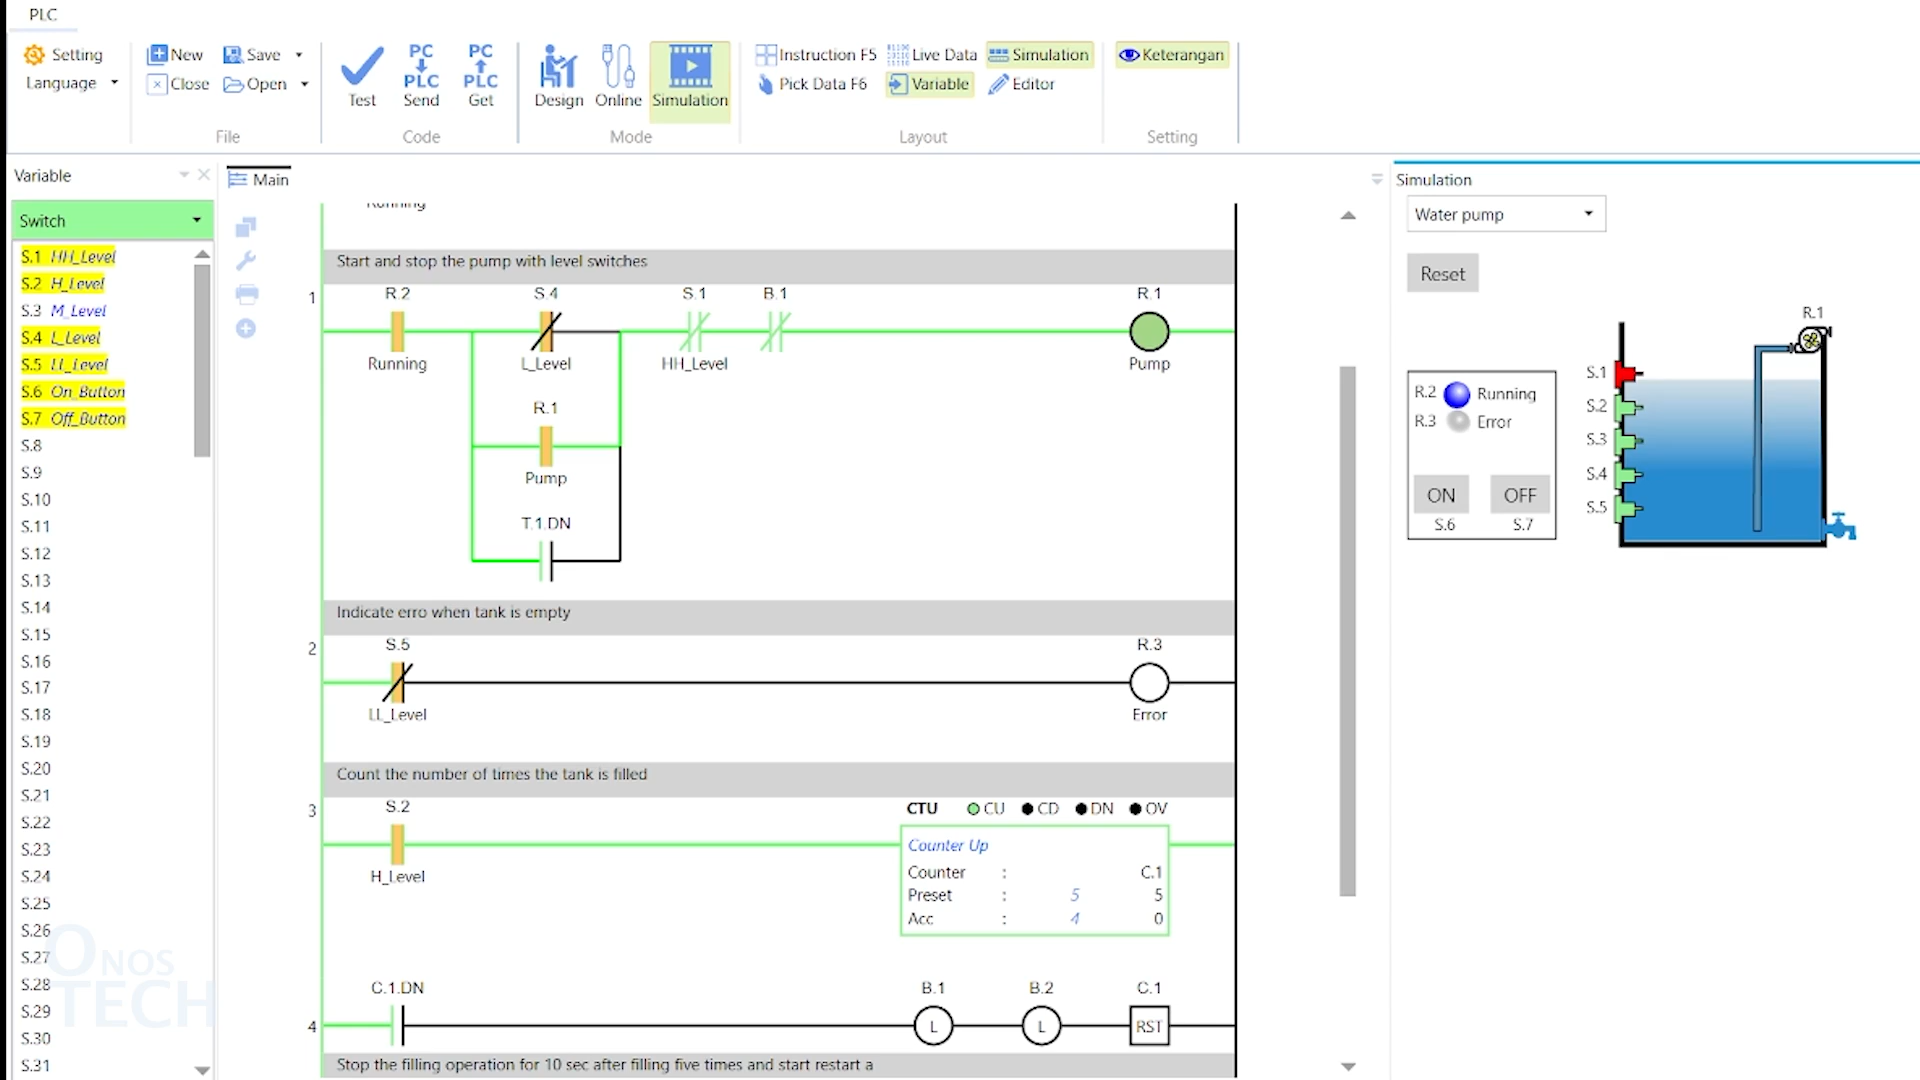 PLC
Setting
Language
New
Close
Save
Open
File
Test
PC
PLC
Send
PC
PLC
Get
Code
Design
Online
Simulation
Mode
Instruction F5
Pick Data F6
Live Data
Variable
Simulation
Editor
Layout
Keterangan
Setting
Variable
Switch
S.1 HH_Level
S.2 H_Level
S.3 M_Level
S.4 L_Level
S.5 LL_Level
S.6 On_Button
S.7 Off_Button
S.8
S.9
S.10
S.11
S.12
S.13
S.14
S.15
S.16
S.17
S.18
S.19
S.20
S.21
S.22
S.23
S.24
S.25
S.26
S.27
S.28
S.29
S.30
S.31
ONOS
TECH
Main
Running
Start and stop the pump with level switches
1
R.2
Running
S.4
L_Level
S.1
HH_Level
B.1
R.1
Pump
R.1
Pump
T.1.DN
Indicate erro when tank is empty
2
S.5
LL_Level
R.3
Error
Count the number of times the tank is filled
3
S.2
H_Level
CTU CU CD DN OV
Counter Up
Counter : C.1
Preset : 5 5
Acc : 4 0
4
C.1.DN
B.1
L
B.2
L
C.1
RST
Stop the filling operation for 10 sec after filling five times and start restart a
Simulation
Water pump
Reset
R.2 Running
R.3 Error
ON
S.6
OFF
S.7
R.1
S.1
S.2
S.3
S.4
S.5